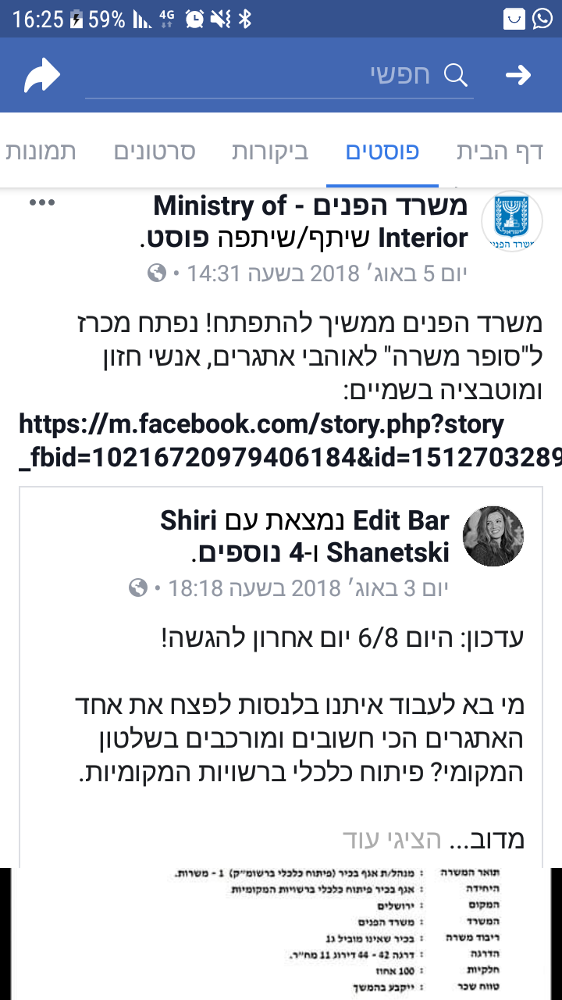 16:25 59% 4G
חפשי
דף הבית פוסטים ביקורות סרטונים תמונות
משרד הפנים - Ministry of
Interior שיתף/שיתפה פוסט.
יום 5 באוג׳ 2018 בשעה 14:31
משרד הפנים
משרד הפנים ממשיך להתפתח! נפתח מכרז
ל"סופר משרה" לאוהבי אתגרים, אנשי חזון
ומוטבציה בשמיים:
https://m.facebook.com/story.php?story
_fbid=10216720979406184&id=1512703289
Edit Bar נמצאת עם Shiri
Shanetski ו-4 נוספים.
יום 3 באוג׳ 2018 בשעה 18:18
עדכון: היום 6/8 יום אחרון להגשה!
מי בא לעבוד איתנו בלנסות לפצח את אחד
האתגרים הכי חשובים ומורכבים בשלטון
המקומי? פיתוח כלכלי ברשויות המקומיות.
מדוב... הציגי עוד
תואר המשרה : מנהל/ת אגף בכיר (פיתוח כלכלי ברשומ״ק) 1 - משרות.
היחידה : אגף בכיר פיתוח כלכלי ברשויות המקומיות
המקום : ירושלים
המשרד : משרד הפנים
ריבוד משרה : בכיר שאינו מוביל ג1
הדרגה : דרגה 42 - 44 דירוג 11 מח״ר.
חלקיות : 100 אחוז
טווח שכר : ייקבע בהמשך